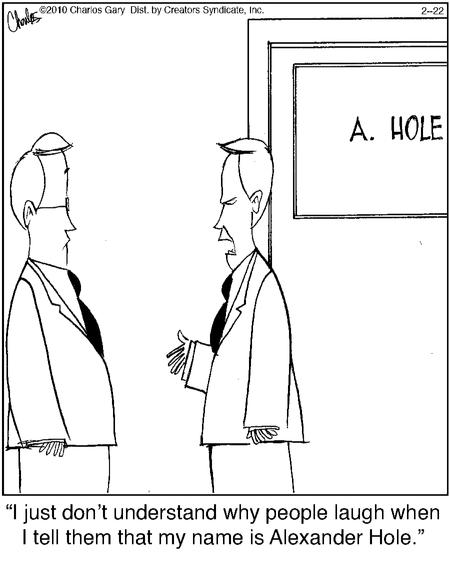 Charles ©2010 Charlos Gary Dist. by Creators Syndicate, Inc. 2-22
A. HOLE
“I just don’t understand why people laugh when
I tell them that my name is Alexander Hole.”